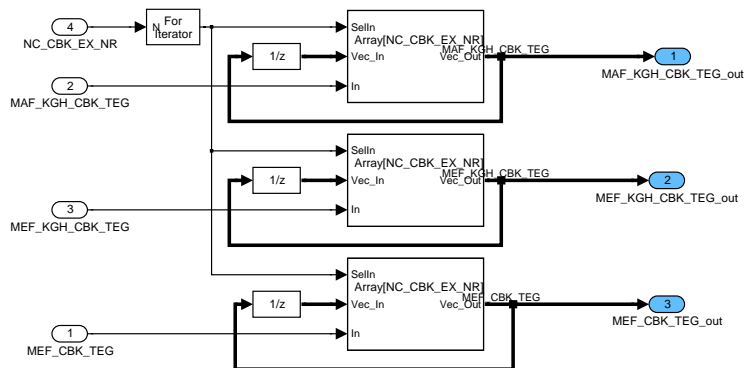 4
NC_CBK_EX_NR
N
For
Iterator
SelIn
Array[NC_CBK_EX_NR]
MAF_KGH_CBK_TEG
1/z
Vec_In
Vec_Out
1
MAF_KGH_CBK_TEG_out
2
MAF_KGH_CBK_TEG
In
SelIn
Array[NC_CBK_EX_NR]
MEF_KGH_CBK_TEG
1/z
Vec_In
Vec_Out
2
MEF_KGH_CBK_TEG_out
3
MEF_KGH_CBK_TEG
In
SelIn
Array[NC_CBK_EX_NR]
MEF_CBK_TEG
1/z
Vec_In
Vec_Out
3
MEF_CBK_TEG_out
1
MEF_CBK_TEG
In